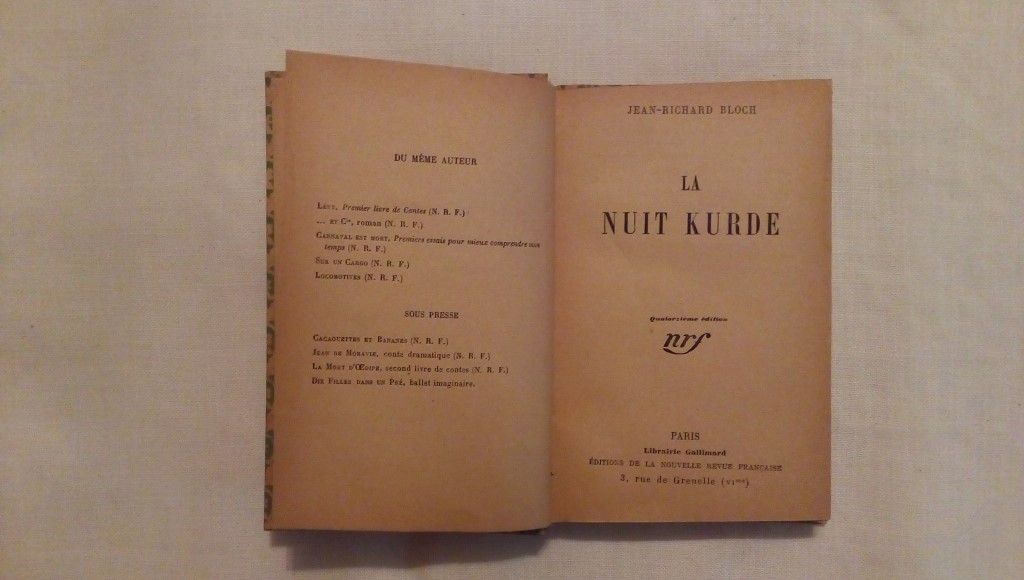 DU MÊME AUTEUR
LÉVY, Premier livre de Contes (N. R. F.)
... ET Cie, roman (N. R. F.)
CARNAVAL EST MORT, Premiers essais pour mieux comprendre mon
temps (N. R. F.)
SUR UN CARGO (N. R. F.)
LOCOMOTIVES (N. R. F.)
SOUS PRESSE
CACAOUETTES ET BANANES (N. R. F.)
JEAN DE MORAVIE, conte dramatique (N. R. F.)
LA MORT D'ŒDIPE, second livre de contes (N. R. F.)
DIX FILLES DANS UN PRÉ, ballet imaginaire.
JEAN-RICHARD BLOCH
LA
NUIT KURDE
Quatorzième édition
nrf
PARIS
Librairie Gallimard
ÉDITIONS DE LA NOUVELLE REVUE FRANÇAISE
3, rue de Grenelle (VIme)